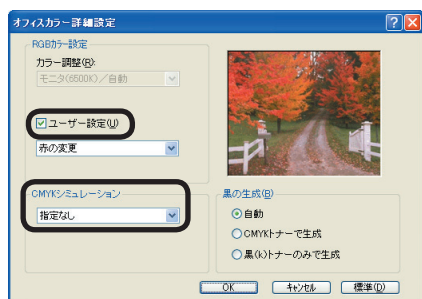 オフィスカラー詳細設定
RGBカラー設定
カラー調整(R):
モニタ(6500K)／自動
ユーザー設定(U)
赤の変更
CMYKシミュレーション
指定なし
黒の生成(B)
自動
CMYKトナーで生成
黒(k)トナーのみで生成
OK
キャンセル
標準(D)